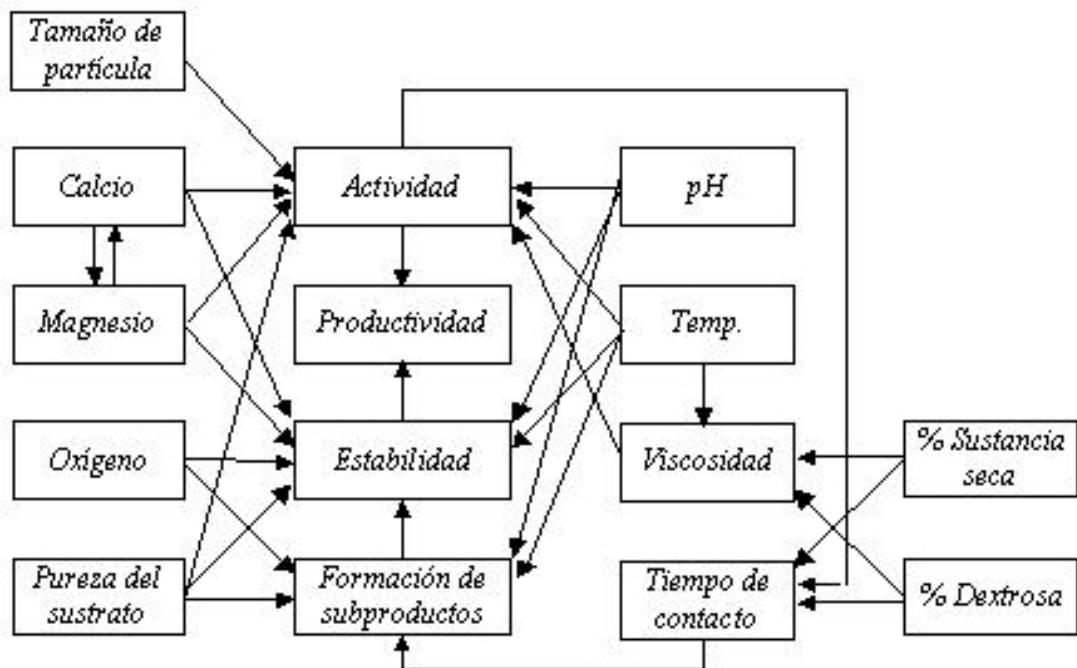 Tamaño de
partícula
Calcio
Actividad
pH
Magnesio
Productividad
Temp.
Oxígeno
Estabilidad
Viscosidad
% Sustancia
seca
Pureza del
sustrato
Formación de
subproductos
Tiempo de
contacto
% Dextrosa